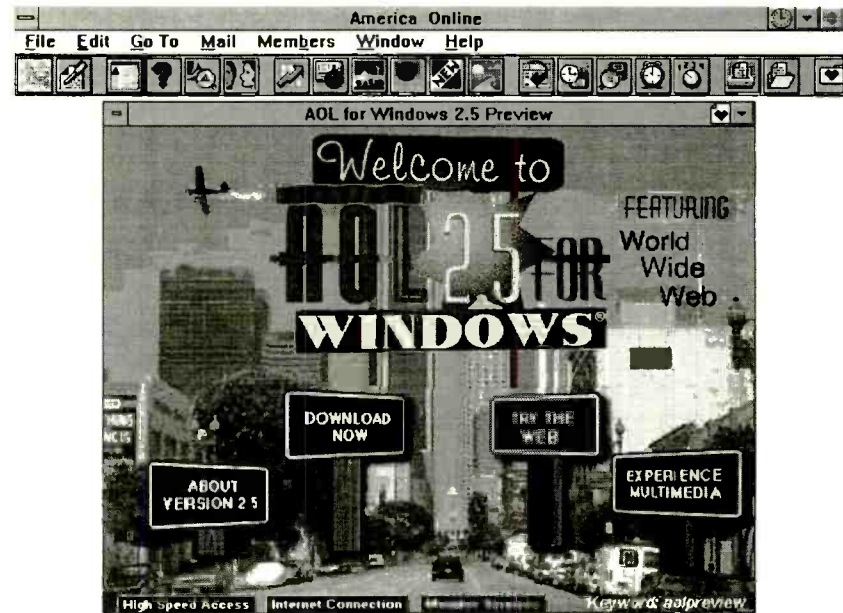 America Online
File Edit Go To Mail Members Window Help
NEW
AOL for Windows 2.5 Preview
Welcome to
AOL 2.5 FOR
WINDOWS®
FEATURING
World
Wide
Web
DOWNLOAD
NOW
TRY THE
WEB
ABOUT
VERSION 2.5
EXPERIENCE
MULTIMEDIA
High Speed Access Internet Connection
Keyword: aolpreview